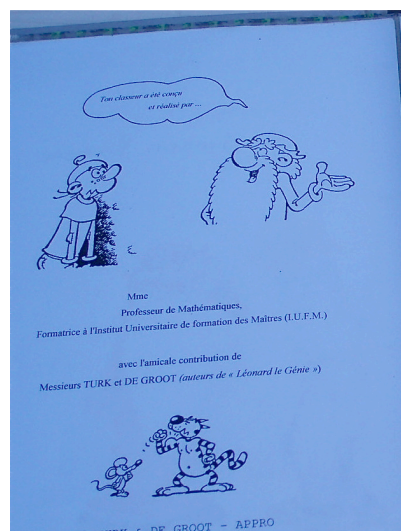 Ton classeur a été conçu
et réalisé par ...
Mme
Professeur de Mathématiques,
Formatrice à l'Institut Universitaire de formation des Maîtres (I.U.F.M.)
avec l'amicale contribution de
Messieurs TURK et DE GROOT (auteurs de « Léonard le Génie »)
DE GROOT - APPRO